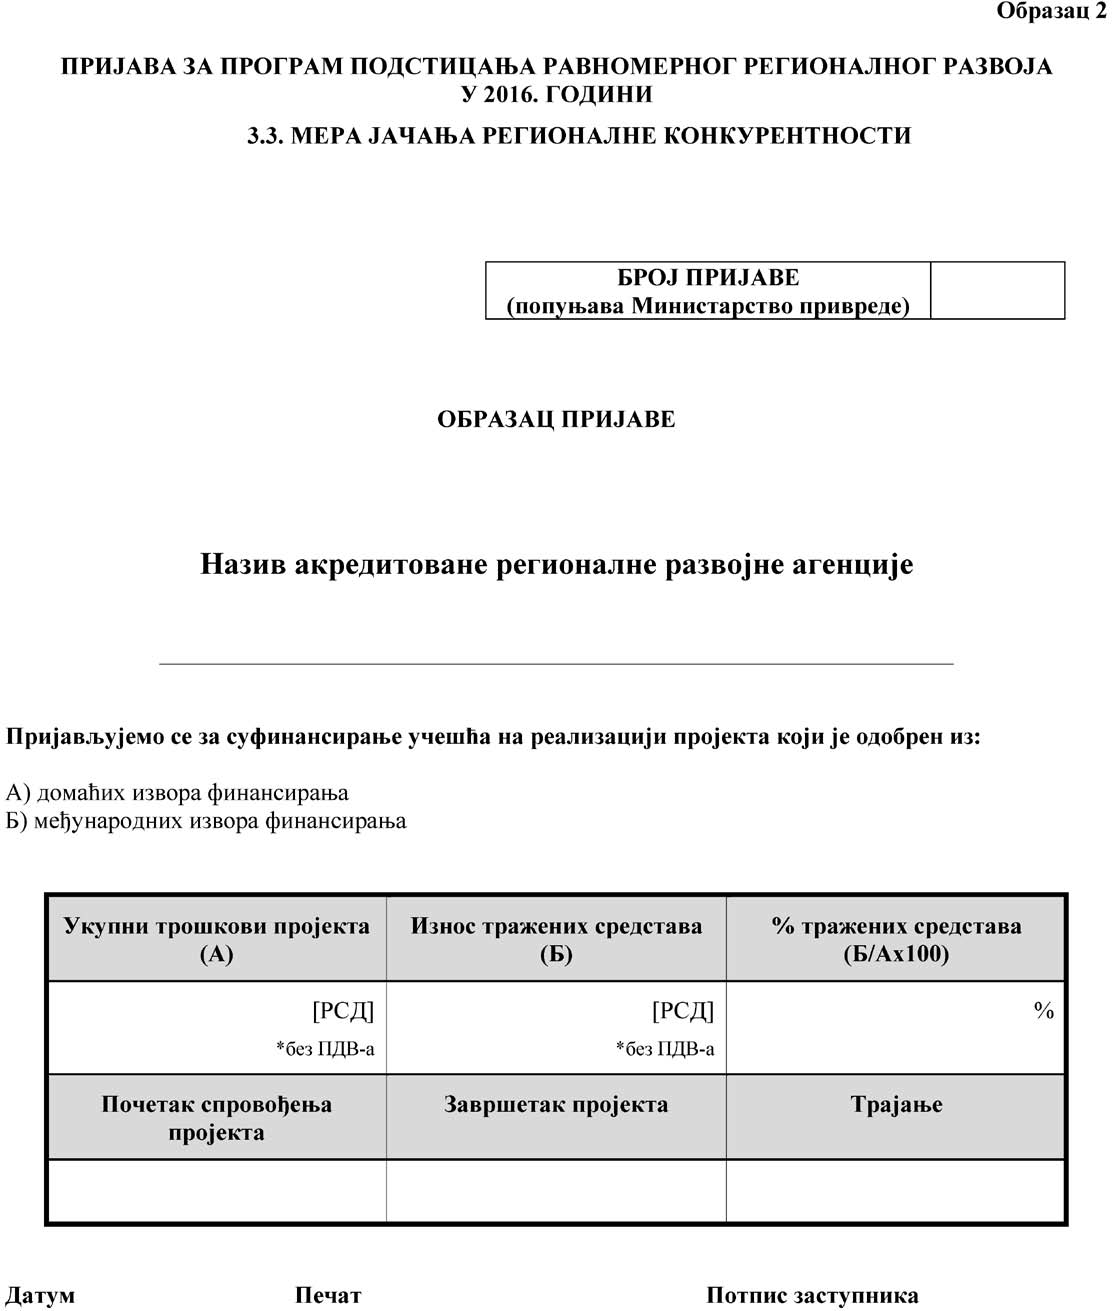 Образац 2
ПРИЈАВА ЗА ПРОГРАМ ПОДСТИЦАЊА РАВНОМЕРНОГ РЕГИОНАЛНОГ РАЗВОЈА
У 2016. ГОДИНИ
3.3. МЕРА ЈАЧАЊА РЕГИОНАЛНЕ КОНКУРЕНТНОСТИ
БРОЈ ПРИЈАВЕ
(попуњава Министарство привреде)
ОБРАЗАЦ ПРИЈАВЕ
Назив акредитоване регионалне развојне агенције
Пријављујемо се за суфинансирање учешћа на реализацији пројекта који је одобрен из:
А) домаћих извора финансирања
Б) међународних извора финансирања
Укупни трошкови пројекта
(А)
Износ тражених средстава
(Б)
% тражених средстава
(Б/Ax100)
[РСД]
*без ПДВ-а
[РСД]
*без ПДВ-а
%
Почетак спровођења
пројекта
Завршетак пројекта
Трајање
Датум Печат Потпис заступника